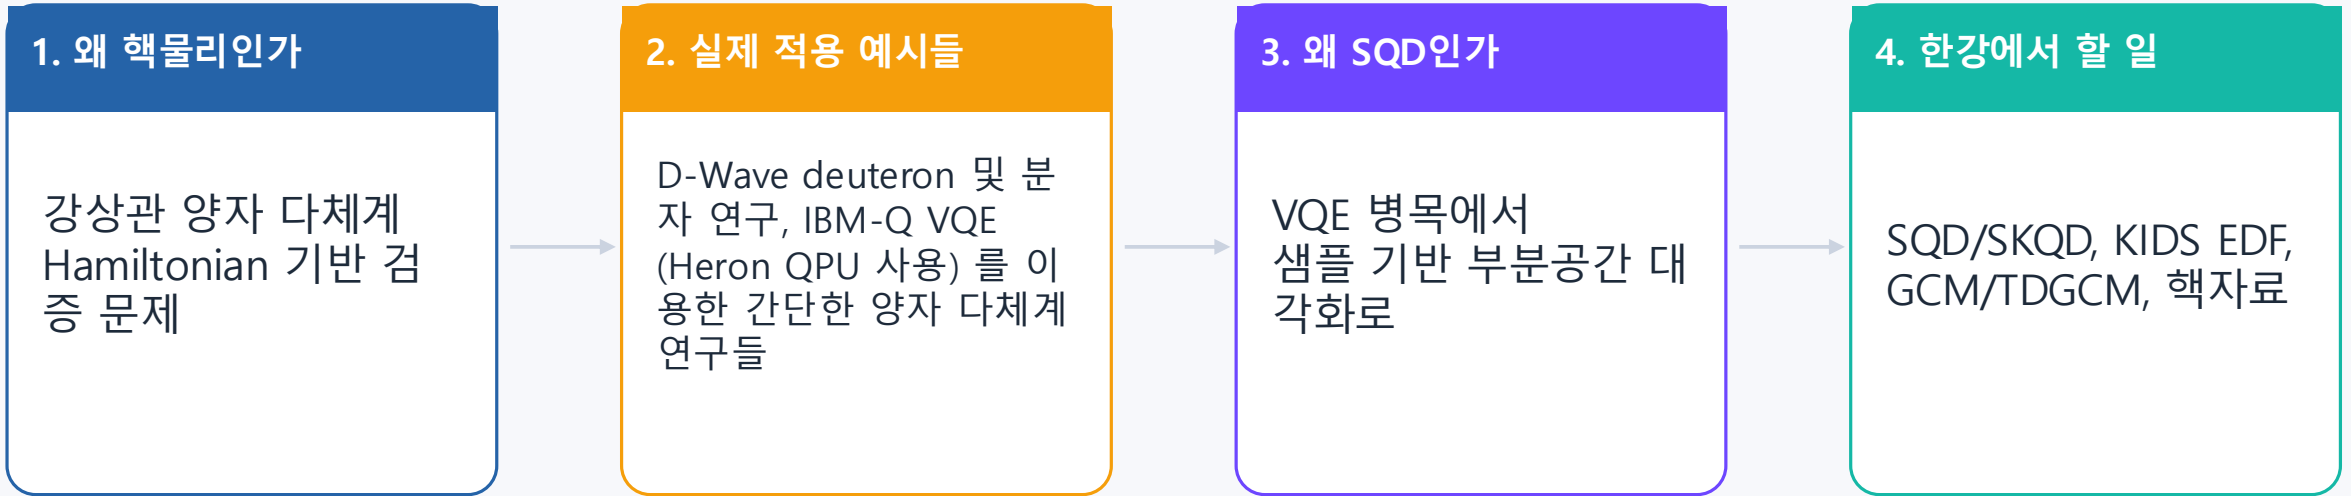 1. 왜 핵물리인가
강상관 양자 다체계
Hamiltonian 기반 검
증 문제
2. 실제 적용 예시들
D-Wave deuteron 및 분
자 연구, IBM-Q VQE
(Heron QPU 사용) 를 이
용한 간단한 양자 다체계
연구들
3. 왜 SQD인가
VQE 병목에서
샘플 기반 부분공간 대
각화로
4. 한강에서 할 일
SQD/SKQD, KIDS EDF,
GCM/TDGCM, 핵자료